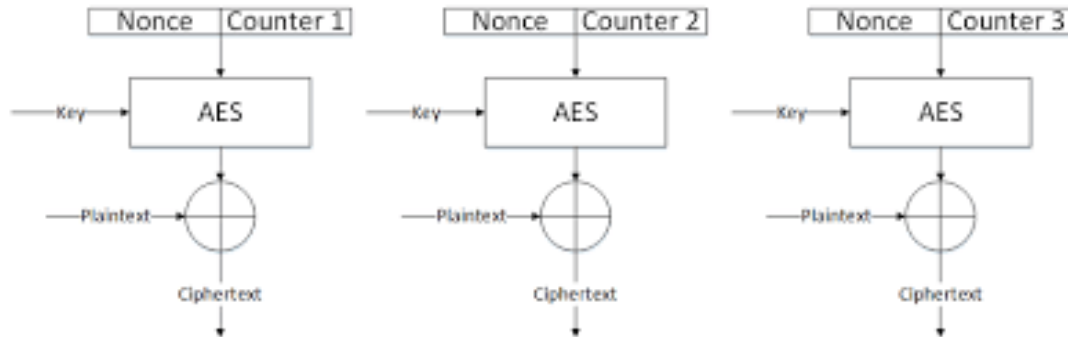 Nonce Counter 1 Nonce Counter 2 Nonce Counter 3
Key AES Key AES Key AES
Plaintext Plaintext Plaintext
Ciphertext Ciphertext Ciphertext